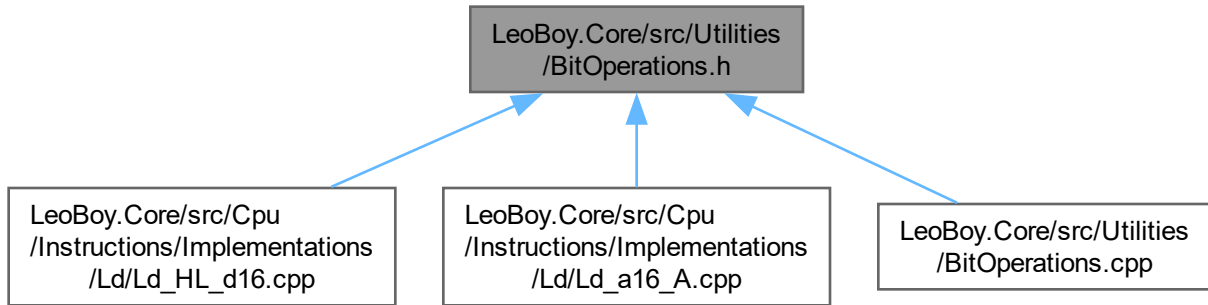 LeoBoy.Core/src/Utilities
/BitOperations.h
LeoBoy.Core/src/Cpu
/Instructions/Implementations
/Ld/Ld_HL_d16.cpp
LeoBoy.Core/src/Cpu
/Instructions/Implementations
/Ld/Ld_a16_A.cpp
LeoBoy.Core/src/Utilities
/BitOperations.cpp